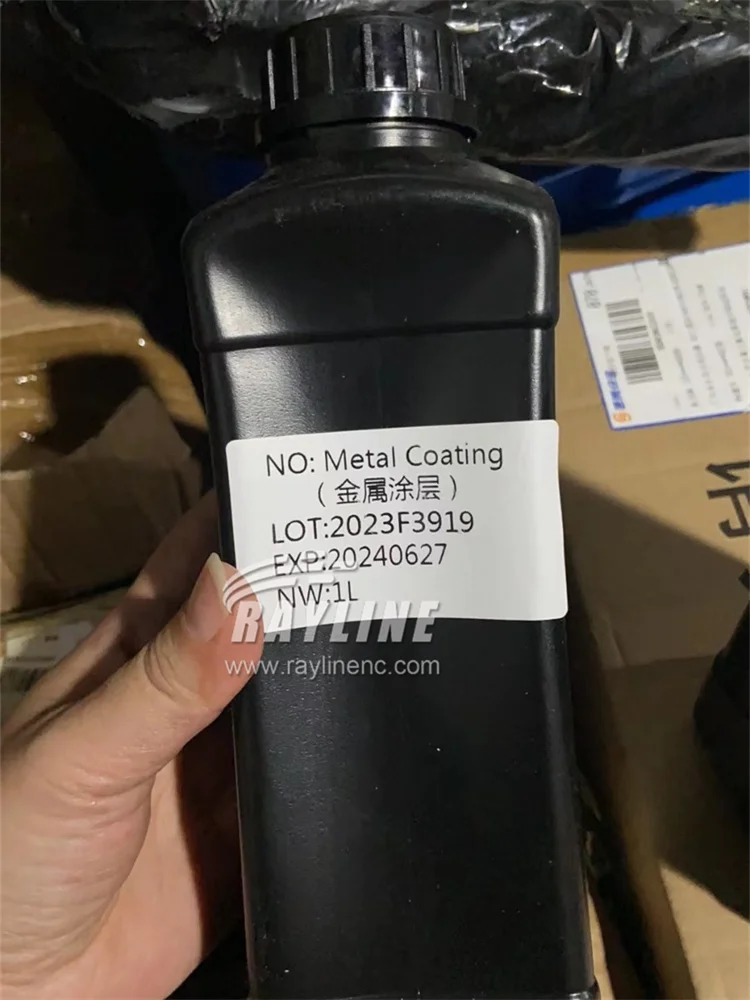 NO: Metal Coating
(金属涂层)
LOT:2023F3919
EXP:20240627
NW:1L
RAYLINE
www.raylinenc.com